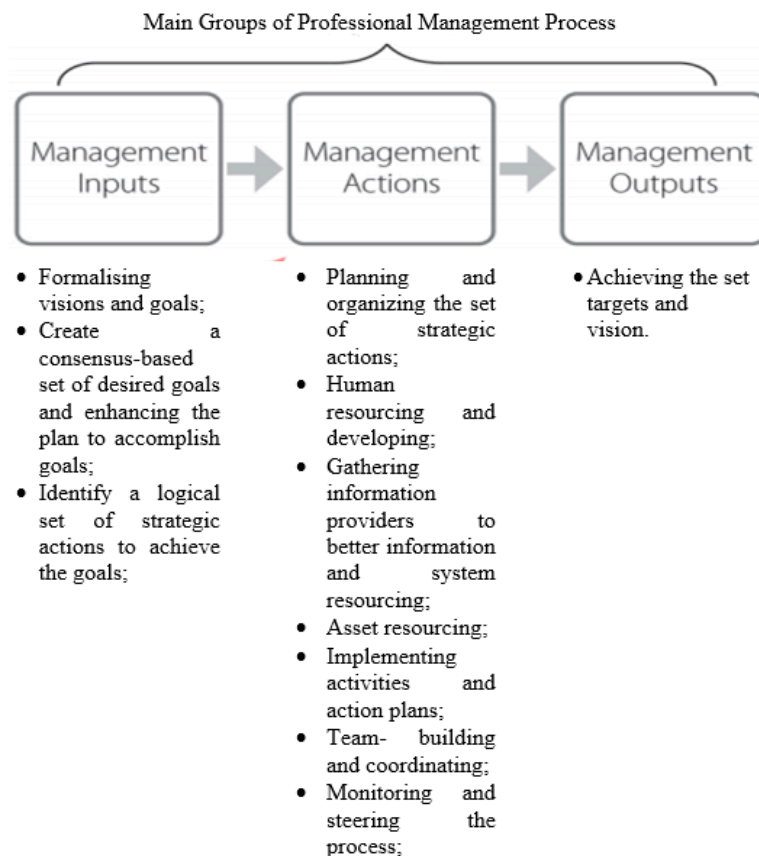 Main Groups of Professional Management Process
Management
Inputs
Management
Actions
Management
Outputs
• Formalising
visions and goals;
• Create a
consensus-based
set of desired goals
and enhancing the
plan to accomplish
goals;
• Identify a logical
set of strategic
actions to achieve
the goals;
• Planning and
organizing the set
of strategic
actions;
• Human
resourcing and
developing;
• Gathering
information
providers to
better information
and system
resourcing;
• Asset resourcing;
• Implementing
activities and
action plans;
• Team- building
and coordinating;
• Monitoring and
steering the
process;
• Achieving the set
targets and
vision.